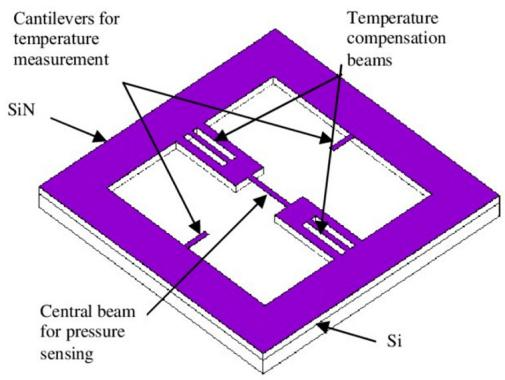 Cantilevers for
temperature
measurement
Temperature
compensation
beams
SiN
Central beam
for pressure
sensing
Si